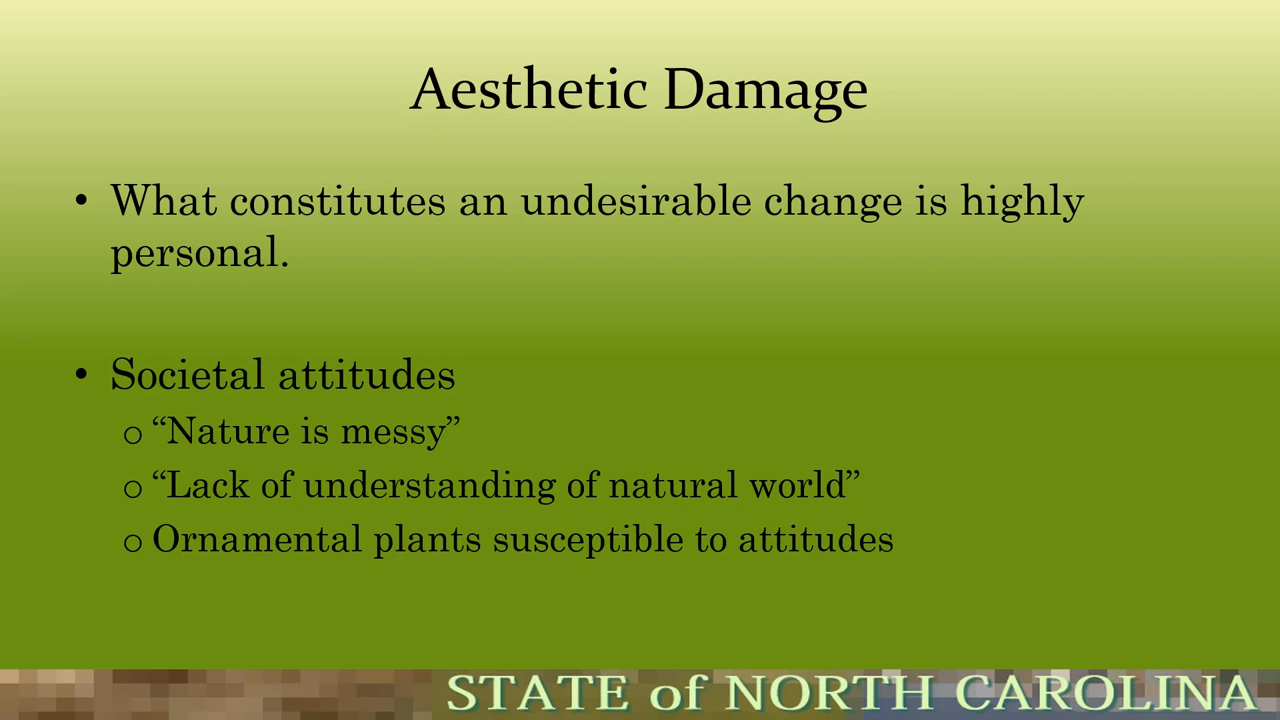 Aesthetic Damage
• What constitutes an undesirable change is highly
personal.
• Societal attitudes
o “Nature is messy”
o “Lack of understanding of natural world”
o Ornamental plants susceptible to attitudes
STATE of NORTH CAROLINA